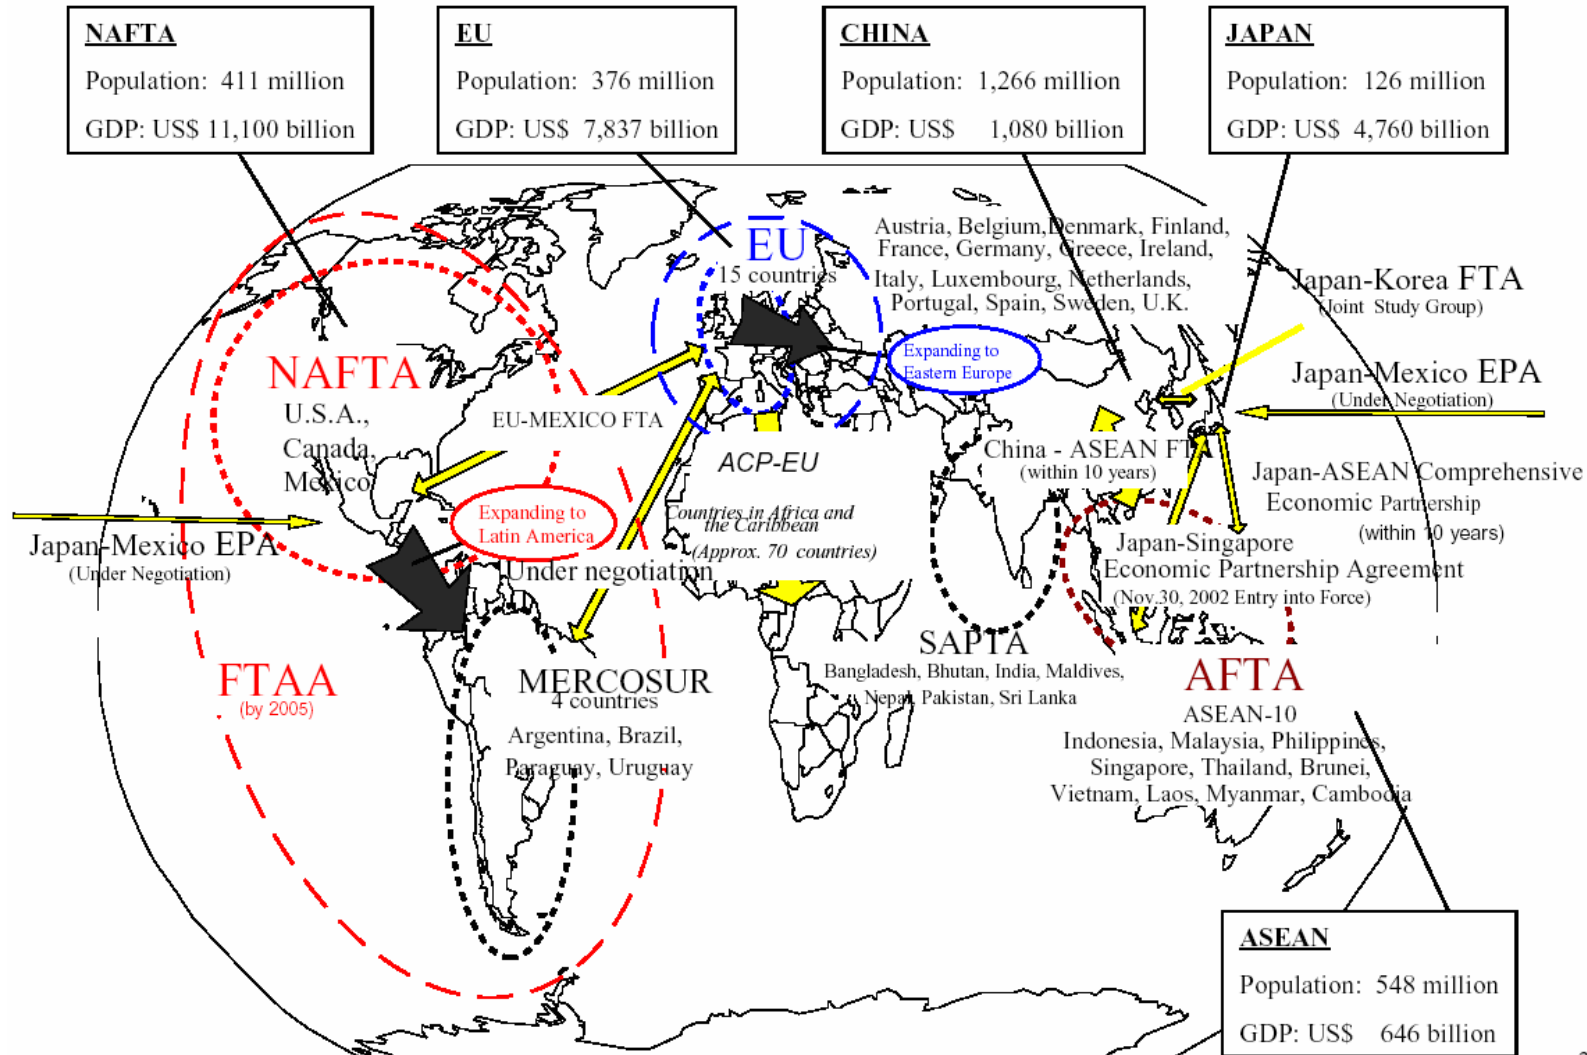 NAFTA
Population: 411 million
GDP: US$ 11,100 billion
EU
Population: 376 million
GDP: US$ 7,837 billion
CHINA
Population: 1,266 million
GDP: US$ 1,080 billion
JAPAN
Population: 126 million
GDP: US$ 4,760 billion
EU
15 countries
Austria, Belgium, Denmark, Finland,
France, Germany, Greece, Ireland,
Italy, Luxembourg, Netherlands,
Portugal, Spain, Sweden, U.K.
Japan-Korea FTA
(Joint Study Group)
Expanding to
Eastern Europe
Japan-Mexico EPA
(Under Negotiation)
NAFTA
U.S.A.,
Canada,
Mexico
EU-MEXICO FTA
ACP-EU
Countries in Africa and
the Caribbean
(Approx. 70 countries)
China - ASEAN FTA
(within 10 years)
Japan-ASEAN Comprehensive
Economic Partnership
(within 10 years)
Expanding to
Latin America
Japan-Mexico EPA
(Under Negotiation)
Under negotiation
Japan-Singapore
Economic Partnership Agreement
(Nov.30, 2002 Entry into Force)
FTAA
(by 2005)
MERCOSUR
4 countries
Argentina, Brazil,
Paraguay, Uruguay
SAPTA
Bangladesh, Bhutan, India, Maldives,
Nepal, Pakistan, Sri Lanka
AFTA
ASEAN-10
Indonesia, Malaysia, Philippines,
Singapore, Thailand, Brunei,
Vietnam, Laos, Myanmar, Cambodia
ASEAN
Population: 548 million
GDP: US$ 646 billion